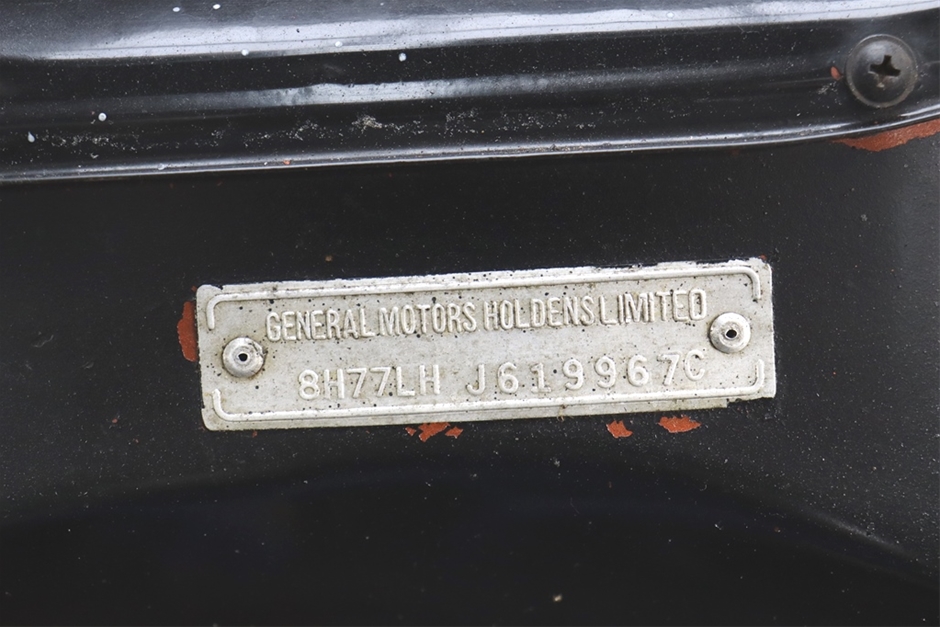 GENERAL MOTORS HOLDENS LIMITED
8H77LH J619967C